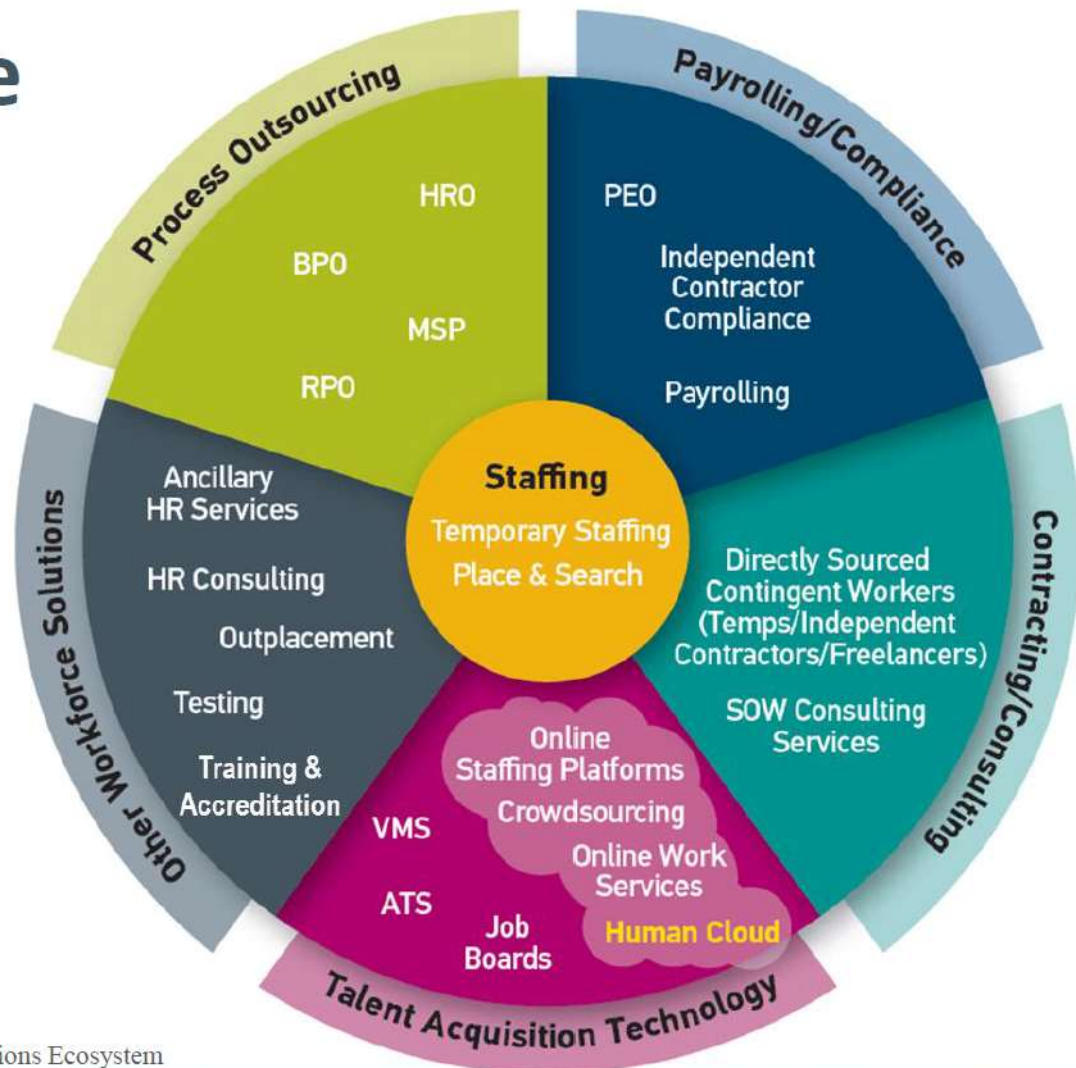 e
Process Outsourcing
HRO
BPO
MSP
RPO
Payrolling/Compliance
PEO
Independent
Contractor
Compliance
Payrolling
Staffing
Temporary Staffing
Place & Search
Contracting/Consulting
Directly Sourced
Contingent Workers
(Temps/Independent
Contractors/Freelancers)
SOW Consulting
Services
Other Workforce Solutions
Ancillary
HR Services
HR Consulting
Outplacement
Testing
Training &
Accreditation
Talent Acquisition Technology
Online
Staffing Platforms
Crowdsourcing
Online Work
Services
Human Cloud
VMS
ATS
Job
Boards
ions Ecosystem